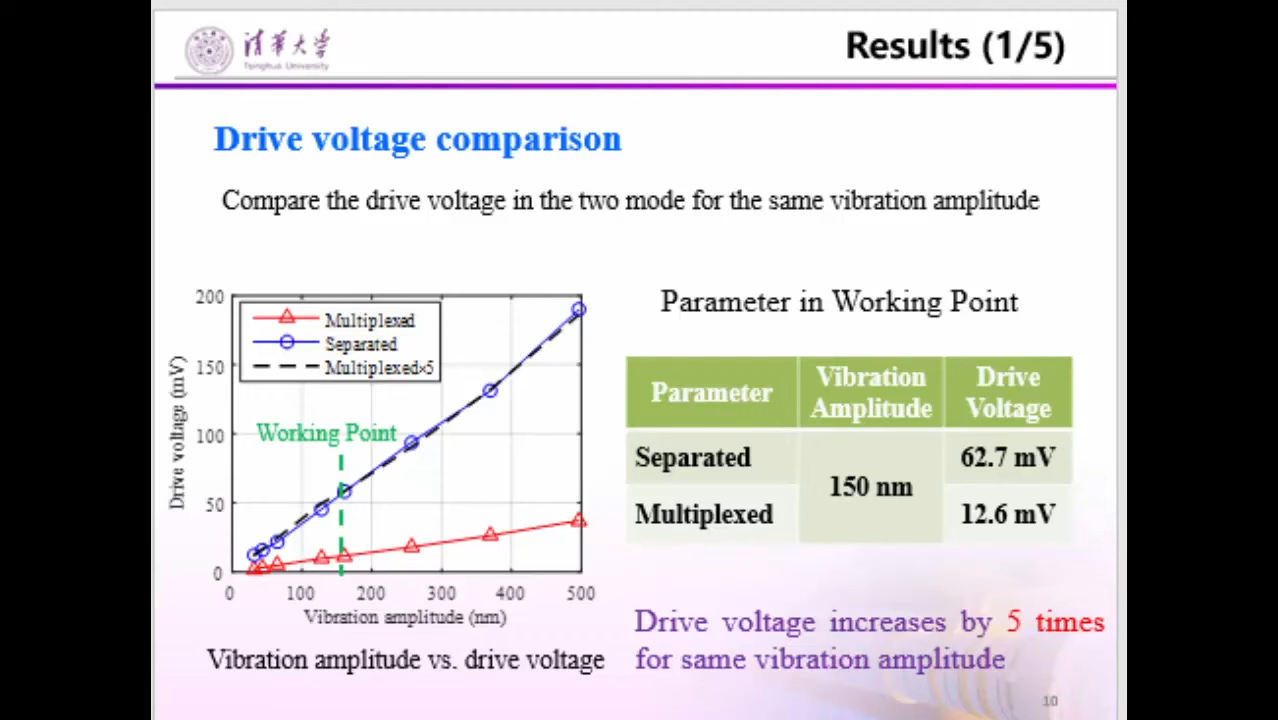 清华大学
Tsinghua University
Results (1/5)
Drive voltage comparison
Compare the drive voltage in the two mode for the same vibration amplitude
200
150
100
50
0
Drive voltage (mV)
Multiplexed
Separated
Multiplexed×5
Working Point
0 100 200 300 400 500
Vibration amplitude (nm)
Vibration amplitude vs. drive voltage
Parameter in Working Point
Parameter
Vibration
Amplitude
Drive
Voltage
Separated
150 nm
62.7 mV
Multiplexed
12.6 mV
Drive voltage increases by 5 times
for same vibration amplitude
10